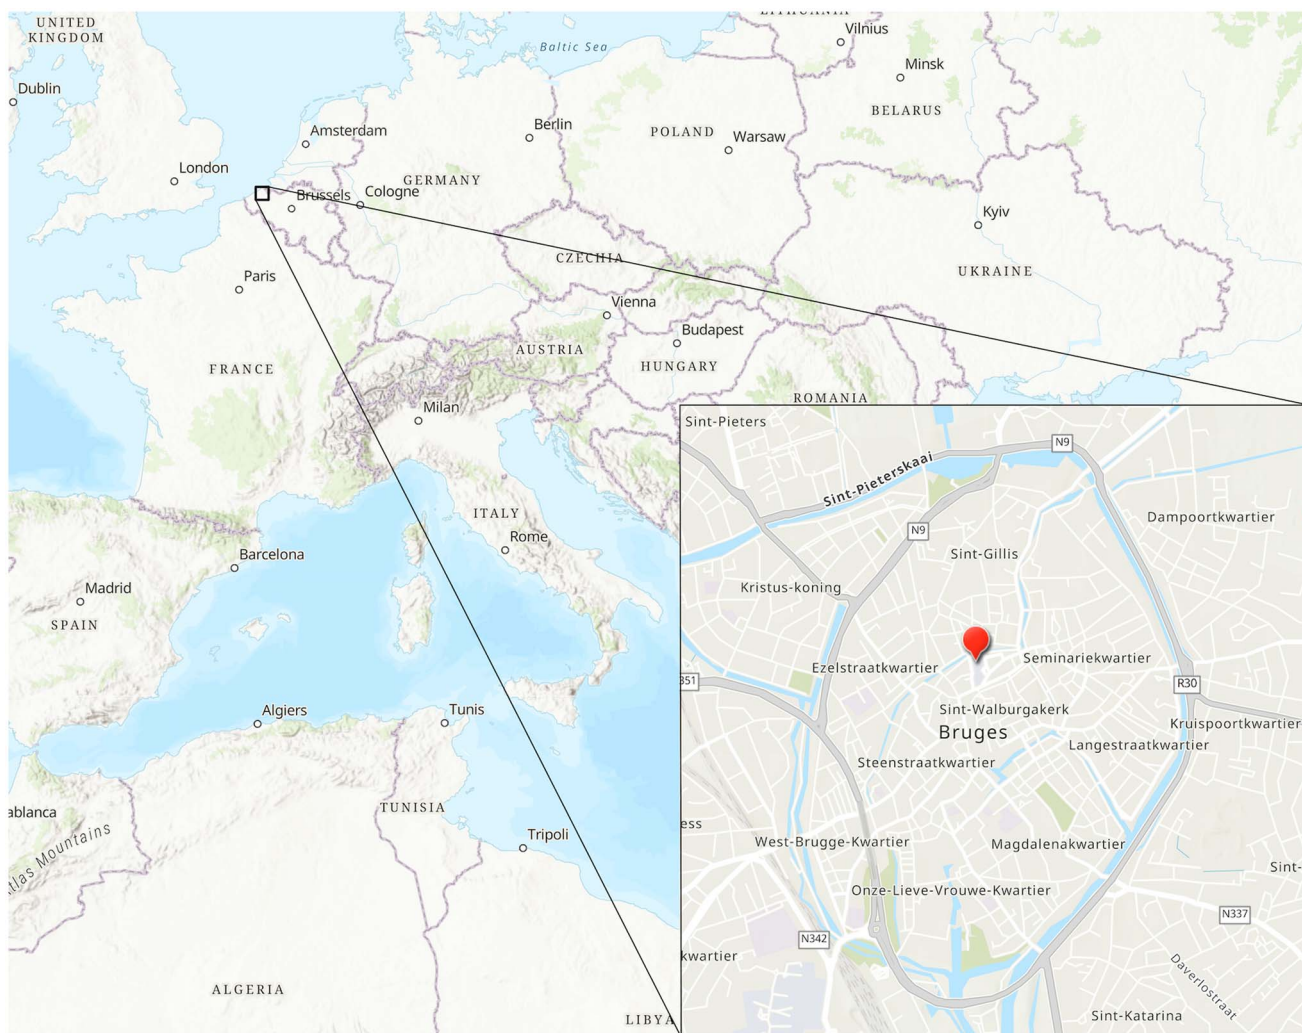 UNITED
KINGDOM
Dublin
London
Amsterdam
Brussels
Cologne
GERMANY
Berlin
Baltic Sea
LITHUANIA
Vilnius
Minsk
BELARUS
POLAND
Warsaw
Kyiv
UKRAINE
CZECHIA
Paris
FRANCE
Vienna
AUSTRIA
Budapest
HUNGARY
ROMANIA
Milan
ITALY
Rome
Barcelona
Madrid
SPAIN
Algiers
Tunis
TUNISIA
Tripoli
ablanca
Atlas Mountains
ALGERIA
LIBYA
Sint-Pieters
Sint-Pieterskaai
N9
N9
Dampoortkwartier
Sint-Gillis
Kristus-koning
Ezelstraatkwartier
Seminariekwartier
351
R30
Sint-Walburgakerk
Bruges
Kruispoortkwartier
Langestraatkwartier
Steenstraatkwartier
ess
West-Brugge-Kwartier
Magdalenakwartier
Sint-
Onze-Lieve-Vrouwe-Kwartier
N337
N342
kwartier
Daverlostraat
Sint-Katarina